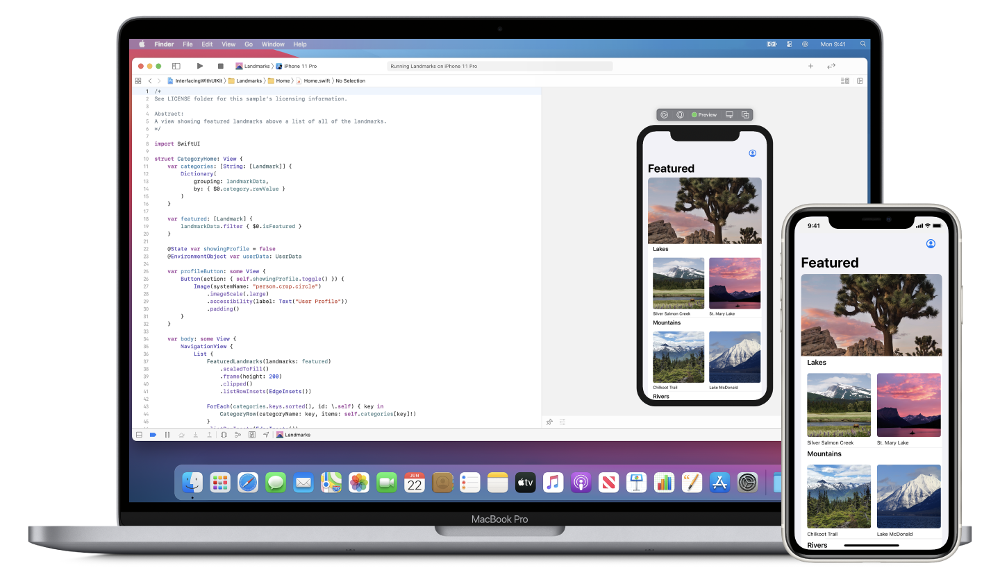 Finder File Edit View Go Window Help Mon 9:41
Landmarks 〉 iPhone 11 Pro Running Landmarks on iPhone 11 Pro
InterfacingWithUIKit 〉 Landmarks 〉 Home 〉 Home.swift 〉 No Selection
1 /*
2 See LICENSE folder for this sample's licensing information.
3
4 Abstract:
5 A view showing featured landmarks above a list of all of the landmarks.
6 */
7
8 import SwiftUI
9
10 struct CategoryHome: View {
11 var categories: [String: [Landmark]] {
12 Dictionary(
13 grouping: landmarkData,
14 by: { $0.category.rawValue }
15 )
16 }
17
18 var featured: [Landmark] {
19 landmarkData.filter { $0.isFeatured }
20 }
21
22 @State var showingProfile = false
23 @EnvironmentObject var userData: UserData
24
25 var profileButton: some View {
26 Button(action: { self.showingProfile.toggle() }) {
27 Image(systemName: "person.crop.circle")
28 .imageScale(.large)
29 .accessibility(label: Text("User Profile"))
30 .padding()
31 }
32 }
33
34 var body: some View {
35 NavigationView {
36 List {
37 FeaturedLandmarks(landmarks: featured)
38 .scaledToFill()
39 .frame(height: 200)
40 .clipped()
41 .listRowInsets(EdgeInsets())
42
43 ForEach(categories.keys.sorted(), id: \.self) { key in
44 CategoryRow(categoryName: key, items: self.categories[key]!)
45 }
Landmarks
Preview
Featured
Lakes
Silver Salmon Creek St. Mary Lake
Mountains
Chilkoot Trail Lake McDonald
Rivers
JUN
22
tv
MacBook Pro
9:41
Featured
Lakes
Silver Salmon Creek St. Mary Lake
Mountains
Chilkoot Trail Lake McDonald
Rivers